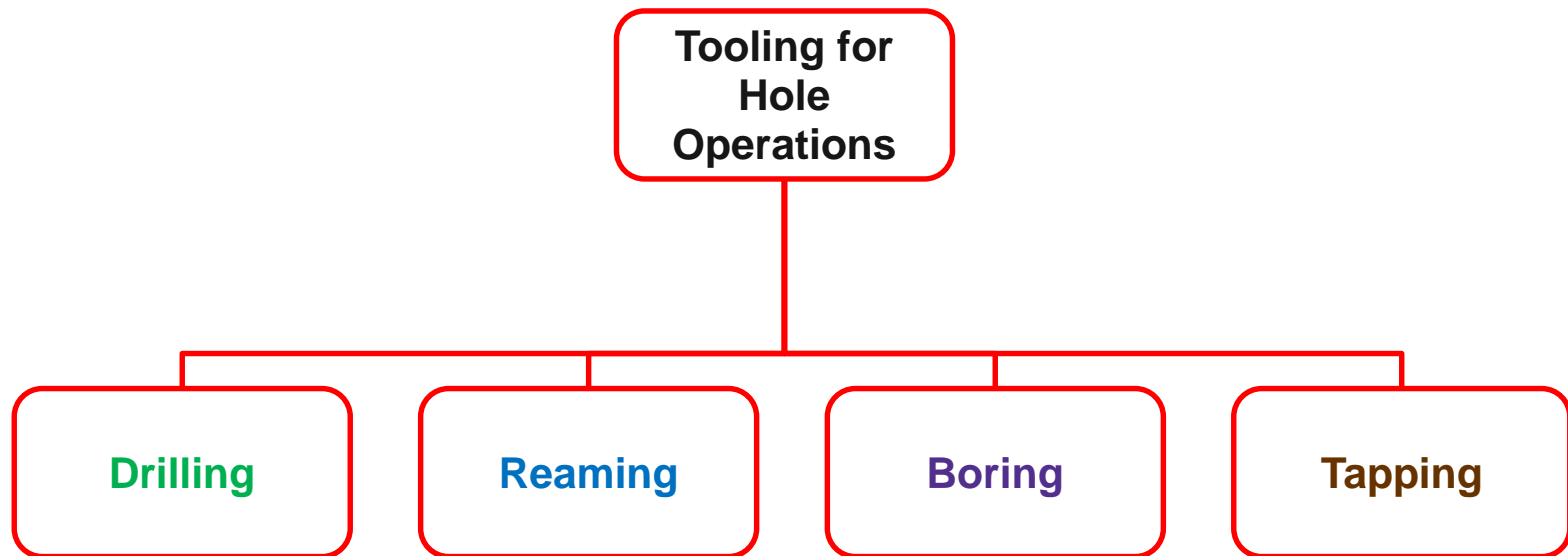 Tooling for
Hole
Operations
Drilling
Reaming
Boring
Tapping